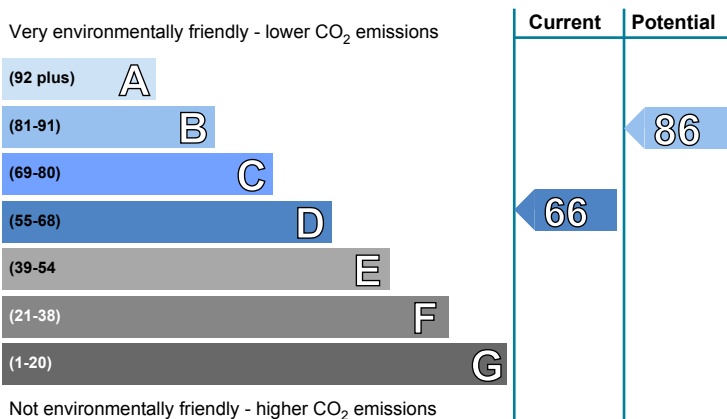 Current Potential
Very environmentally friendly - lower CO2 emissions
(92 plus) A
(81-91) B
86
(69-80) C
(55-68) D
66
(39-54 E
(21-38) F
(1-20) G
Not environmentally friendly - higher CO2 emissions